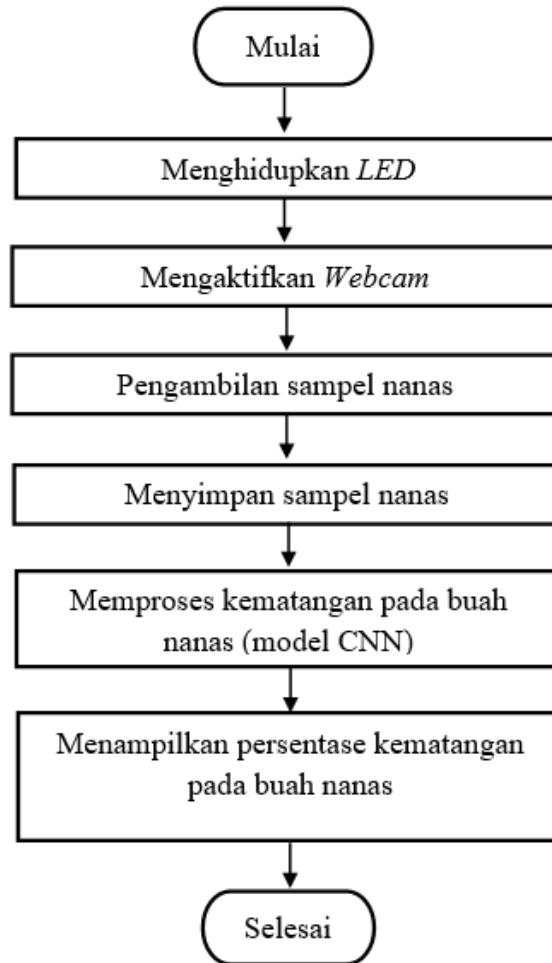 Mulai
Menghidupkan LED
Mengaktifkan Webcam
Pengambilan sampel nanas
Menyimpan sampel nanas
Memproses kematangan pada buah
nanas (model CNN)
Menampilkan persentase kematangan
pada buah nanas
Selesai